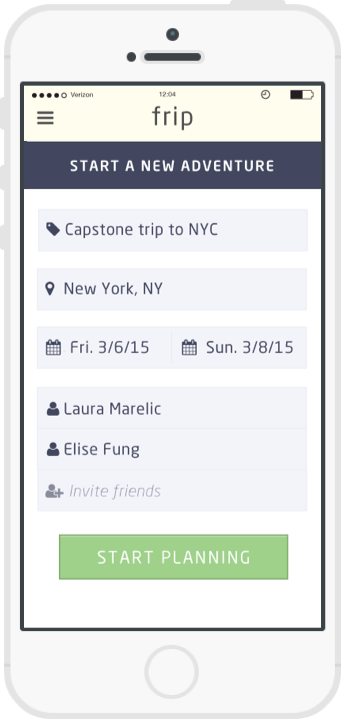 Verizon 12:04
frip
START A NEW ADVENTURE
Capstone trip to NYC
New York, NY
Fri. 3/6/15 Sun. 3/8/15
Laura Marelic
Elise Fung
Invite friends
START PLANNING